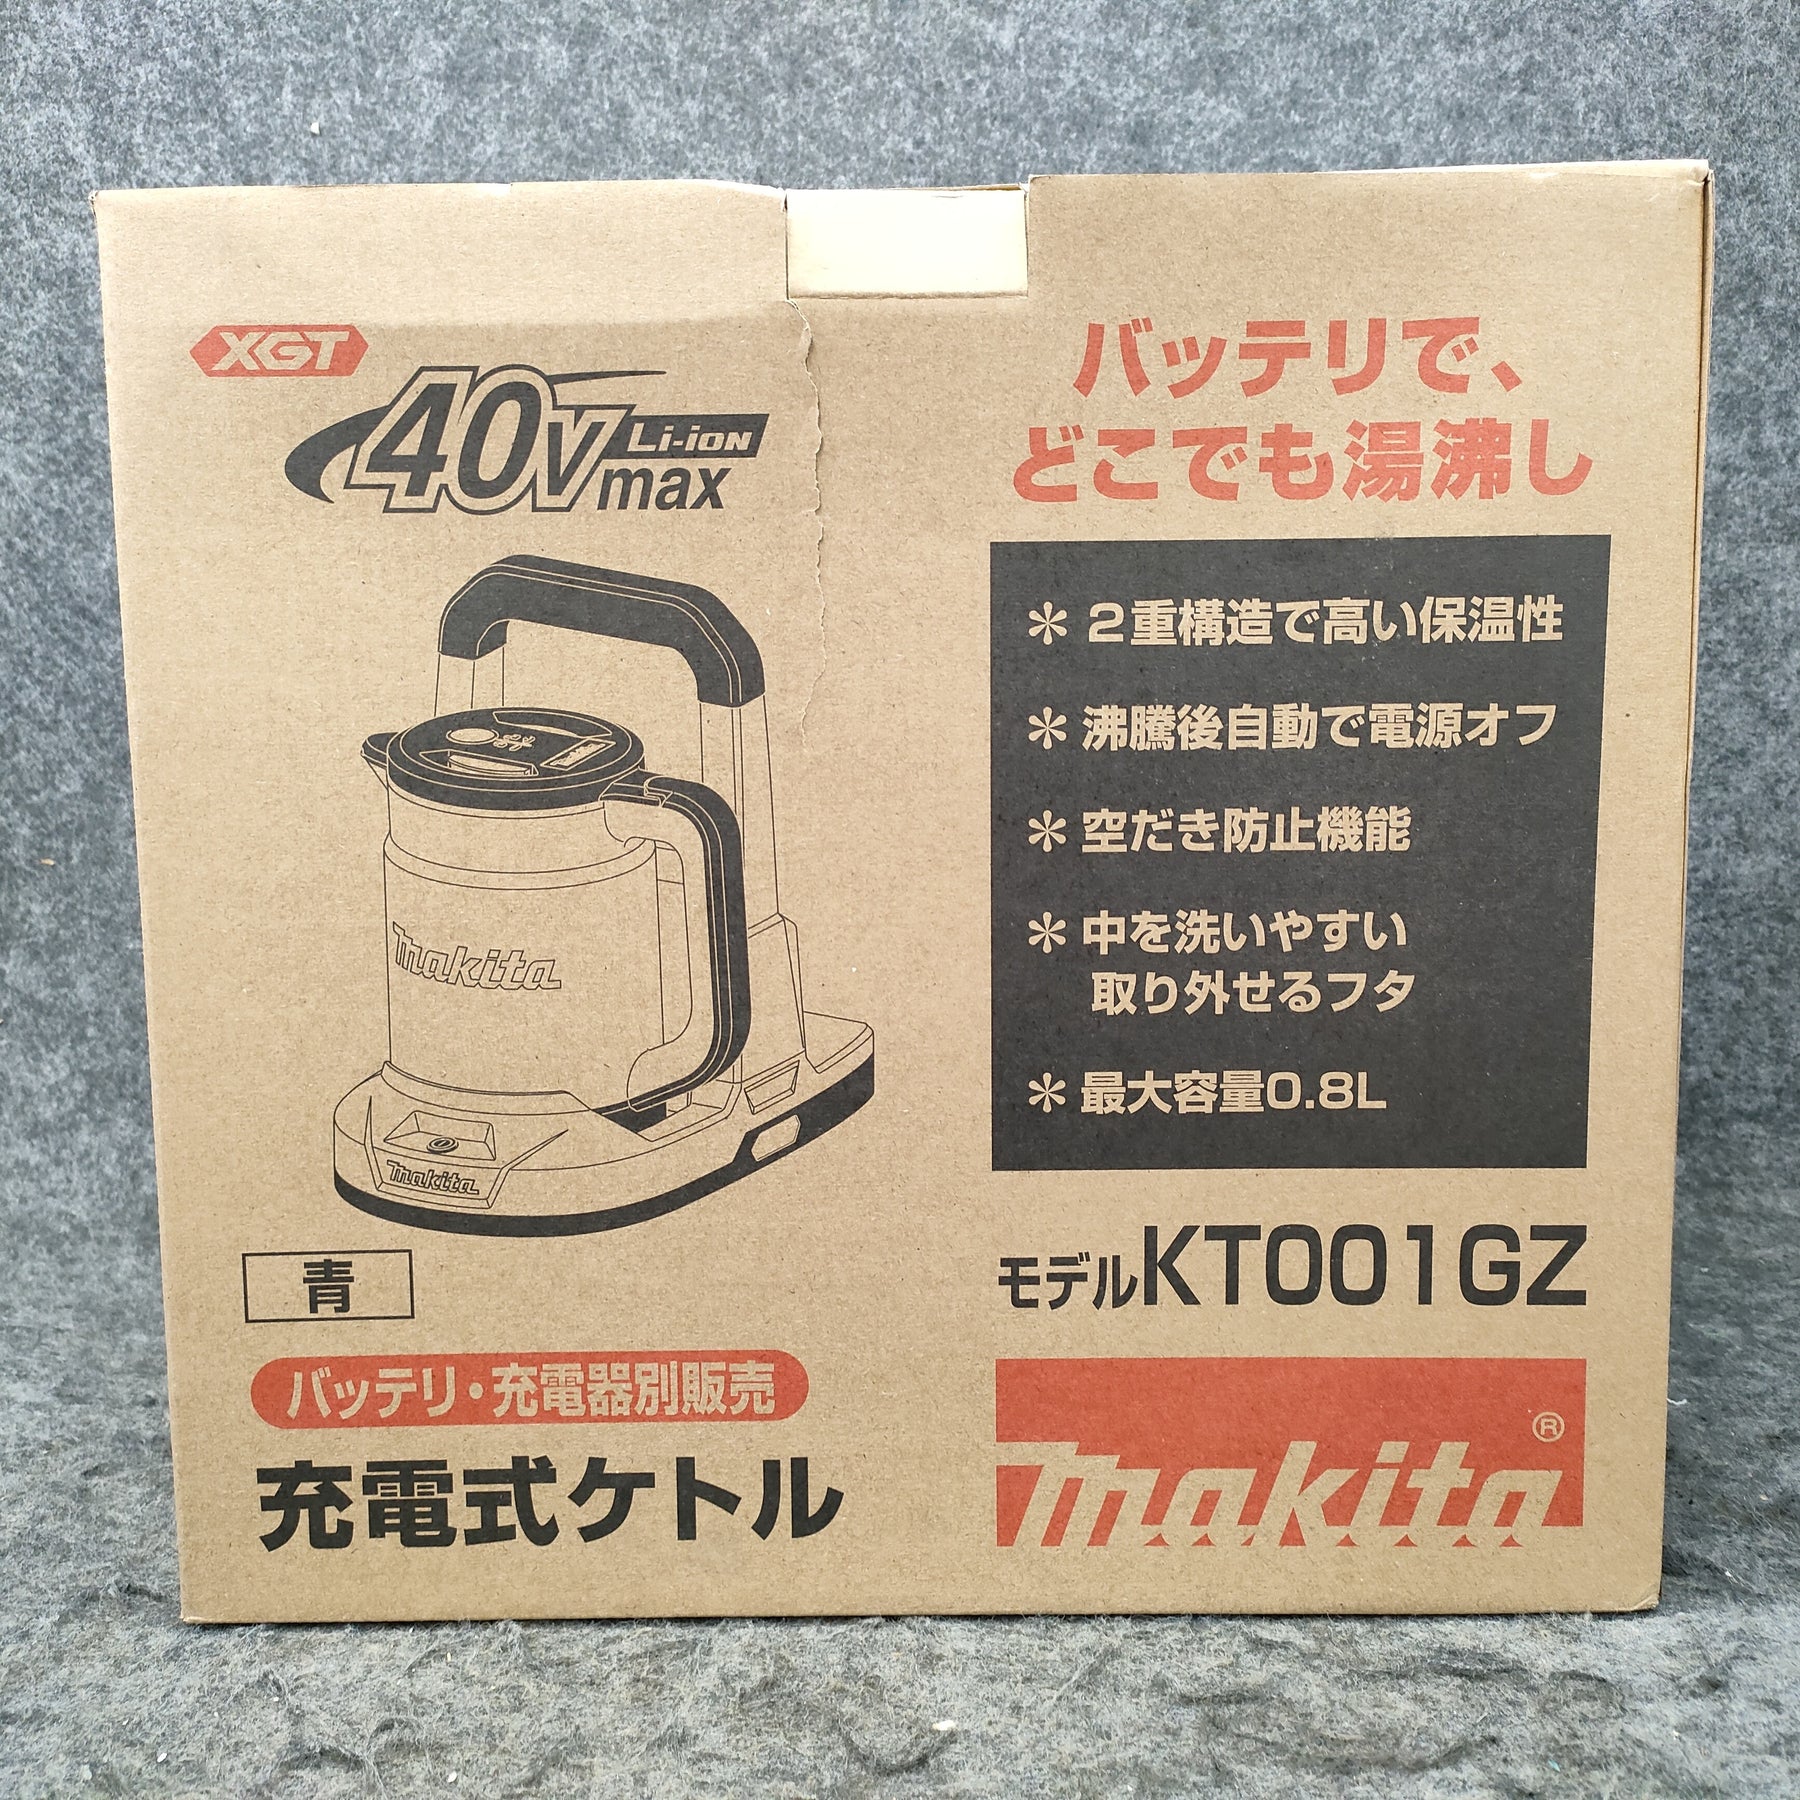 XGT
40Vmax Li-ion
makita
makita
青
バッテリ・充電器別販売
充電式ケトル
バッテリで、
どこでも湯沸し
＊２重構造で高い保温性
＊沸騰後自動で電源オフ
＊空だき防止機能
＊中を洗いやすい
取り外せるフタ
＊最大容量0.8L
モデルKT001GZ
makita®